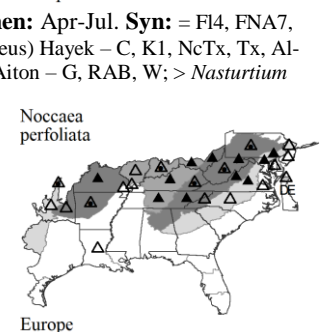 hen: Apr-Jul. Syn: = Fl4, FNA7,
eus) Hayek – C, K1, NcTx, Tx, Al-
Aiton – G, RAB, W; > Nasturtium
Noccaea
perfoliata
DE
Europe